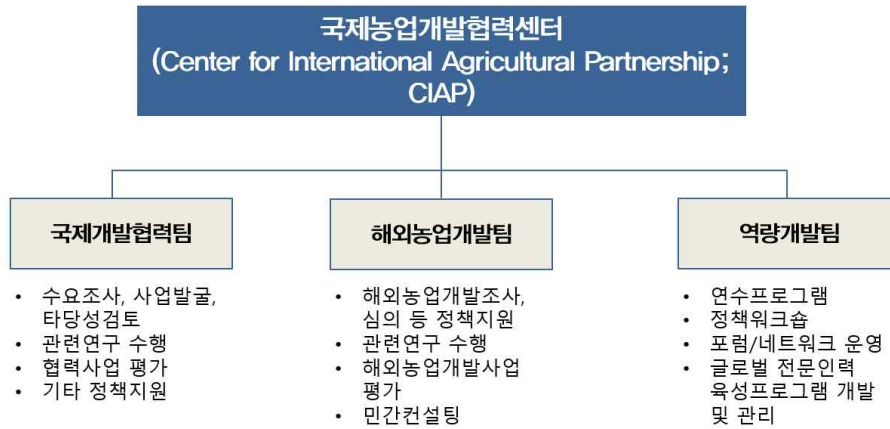 국제농업개발협력센터
(Center for International Agricultural Partnership;
CIAP)
국제개발협력팀
• 수요조사, 사업발굴,
타당성검토
• 관련연구 수행
• 협력사업 평가
• 기타 정책지원
해외농업개발팀
• 해외농업개발조사,
심의 등 정책지원
• 관련연구 수행
• 해외농업개발사업
평가
• 민간컨설팅
역량개발팀
• 연수프로그램
• 정책워크숍
• 포럼/네트워크 운영
• 글로벌 전문인력
육성프로그램 개발
및 관리